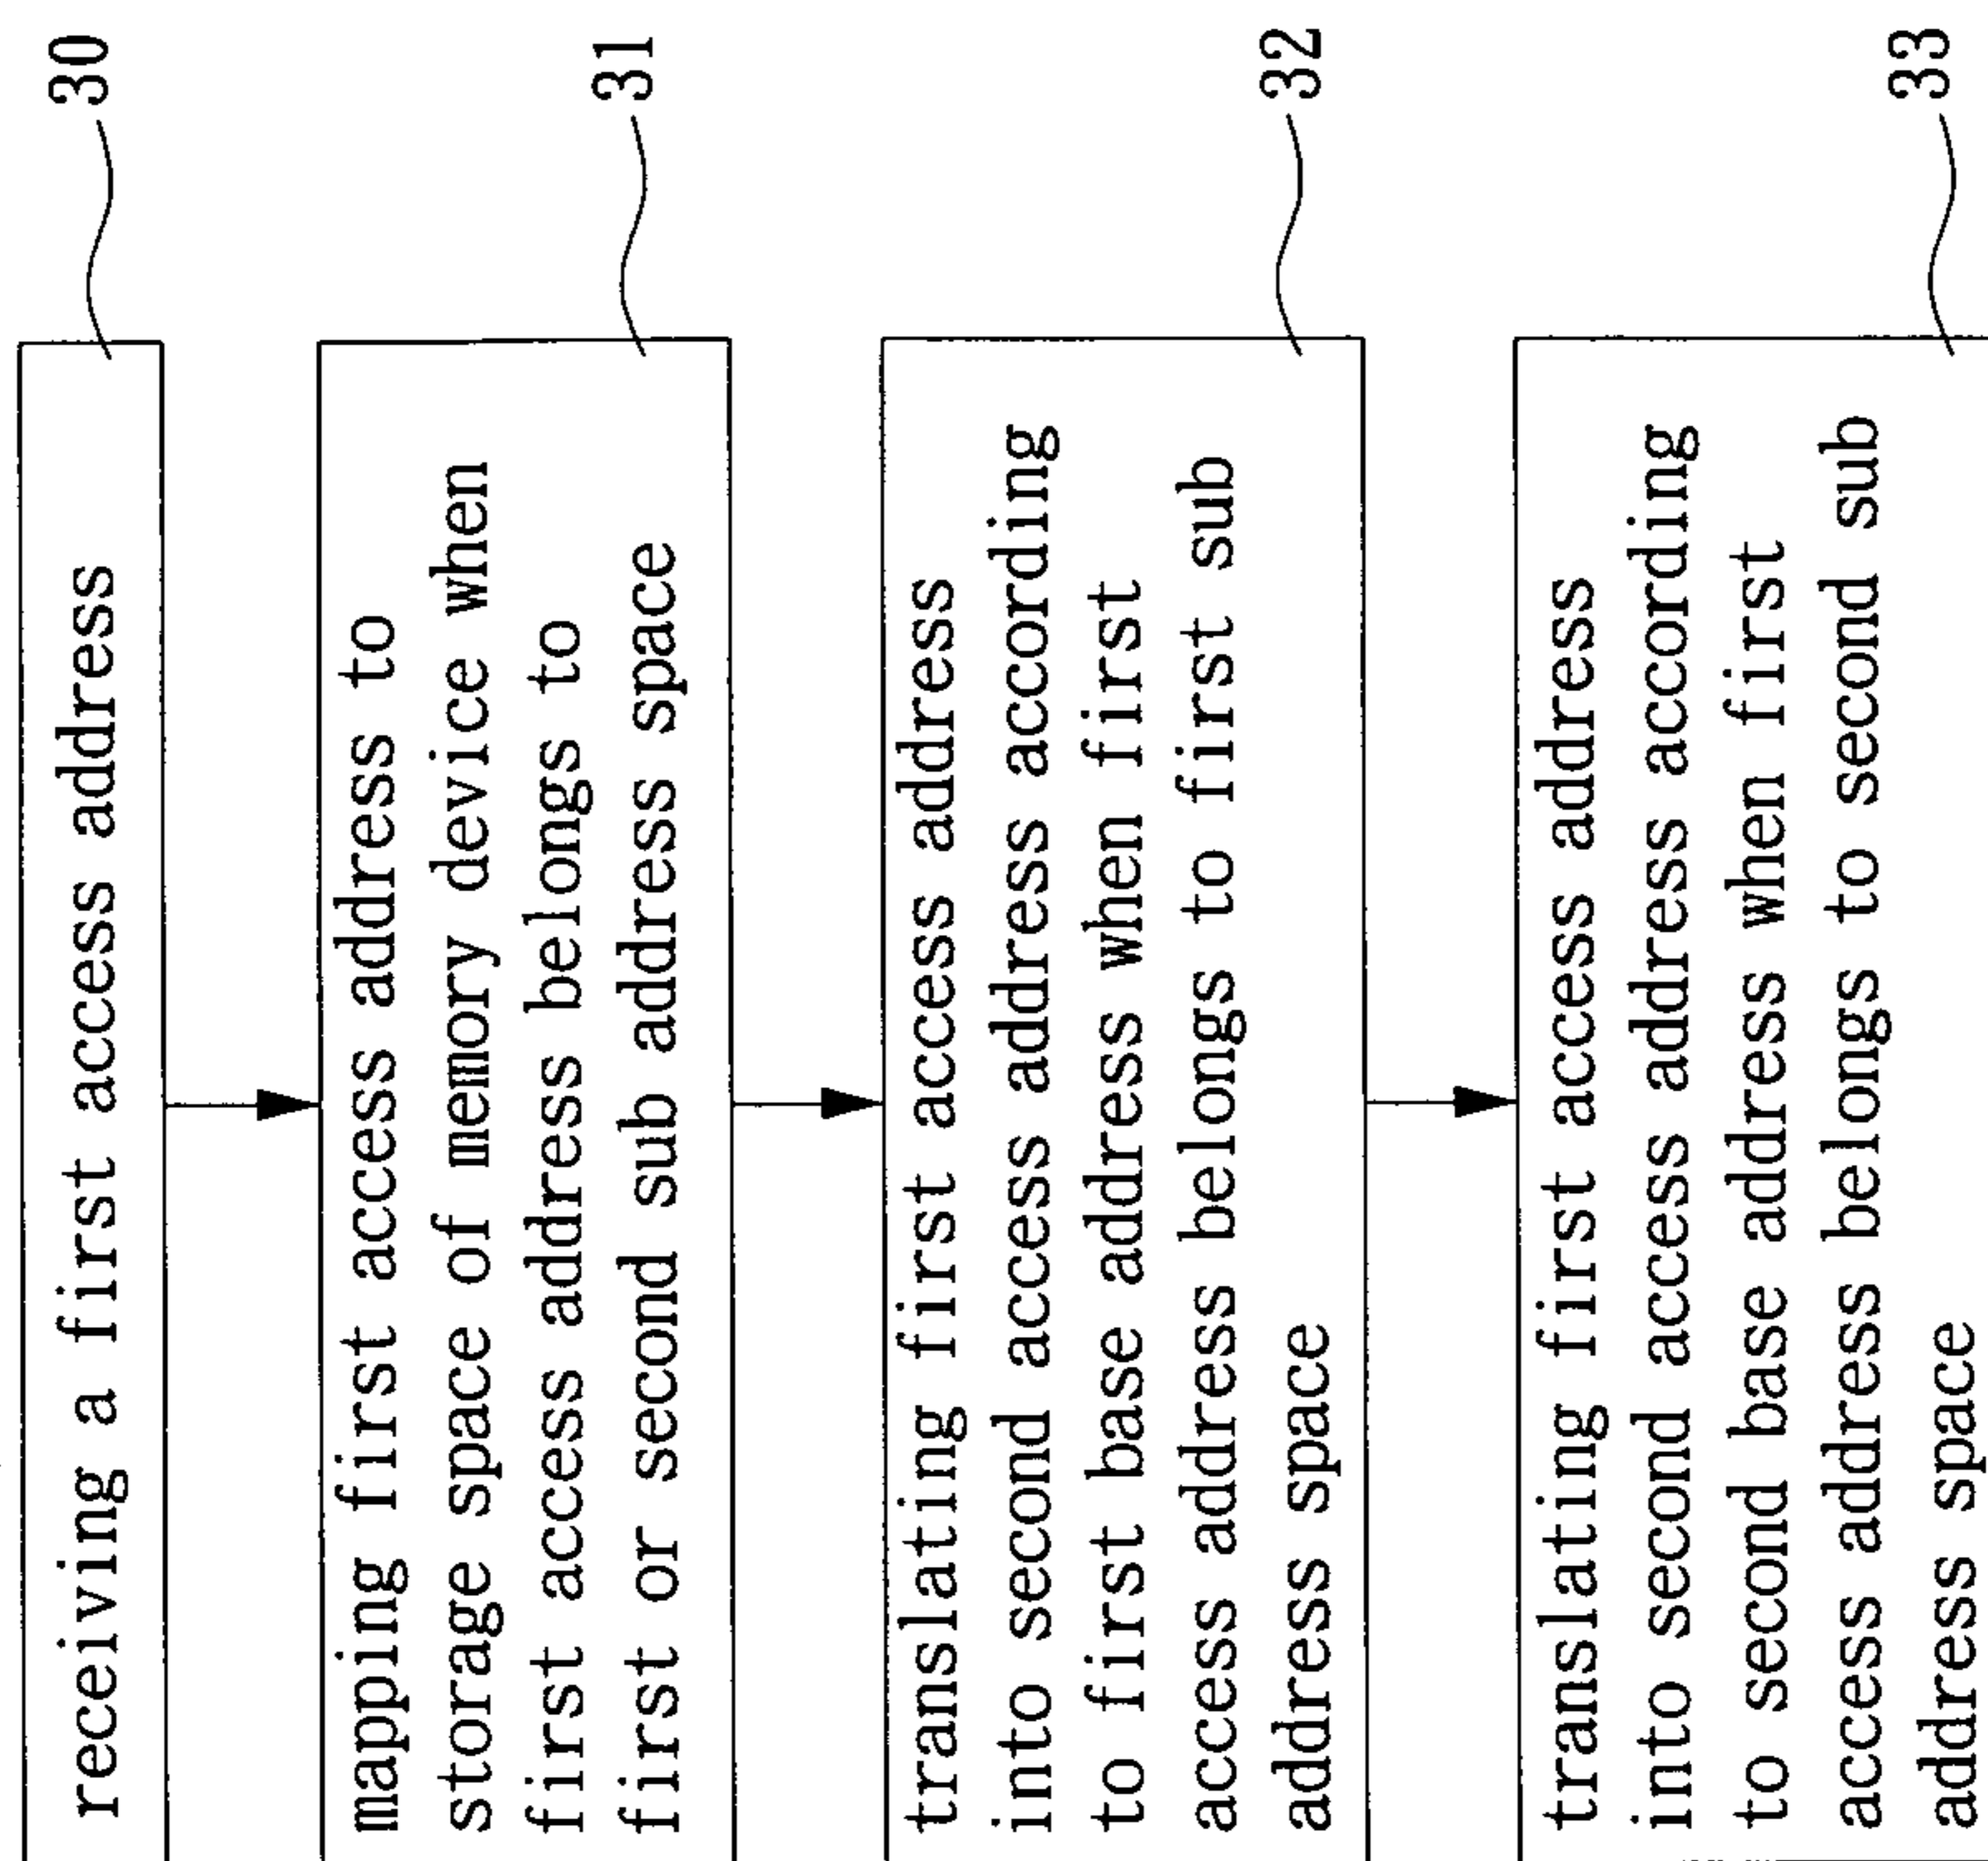 receiving a first access address
30
mapping first access address to
storage space of memory device when
first access address belongs to
first or second sub address space
31
translating first access address
into second access address according
to first base address when first
access address belongs to first sub
address space
32
translating first access address
into second access address according
to second base address when first
access address belongs to second sub
address space
33